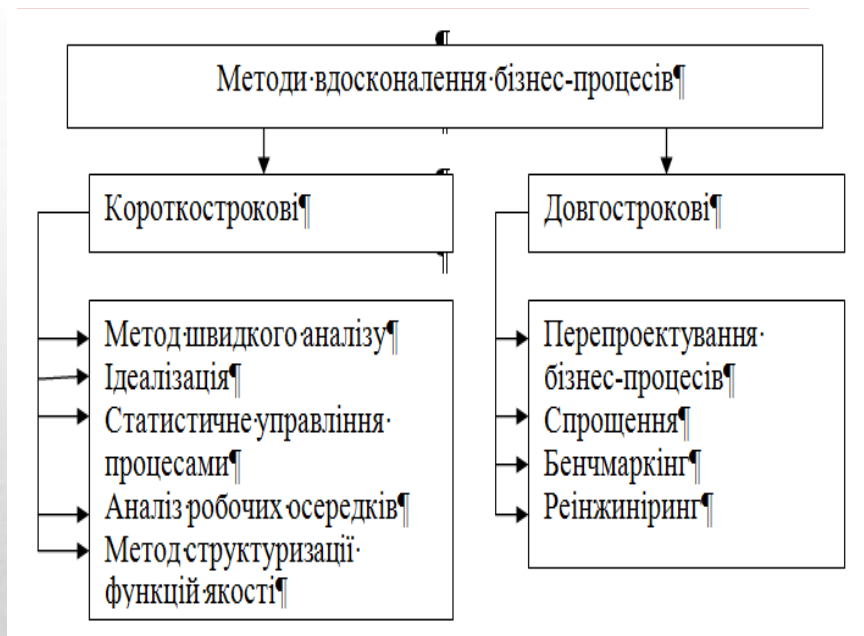 Методи вдосконалення бізнес-процесів
Короткострокові
Довгострокові
Метод швидкого аналізу
Ідеалізація
Статистичне управління
процесами
Аналіз робочих осередків
Метод структуризації
функцій якості
Перепроектування
бізнес-процесів
Спрощення
Бенчмаркінг
Реінжиніринг